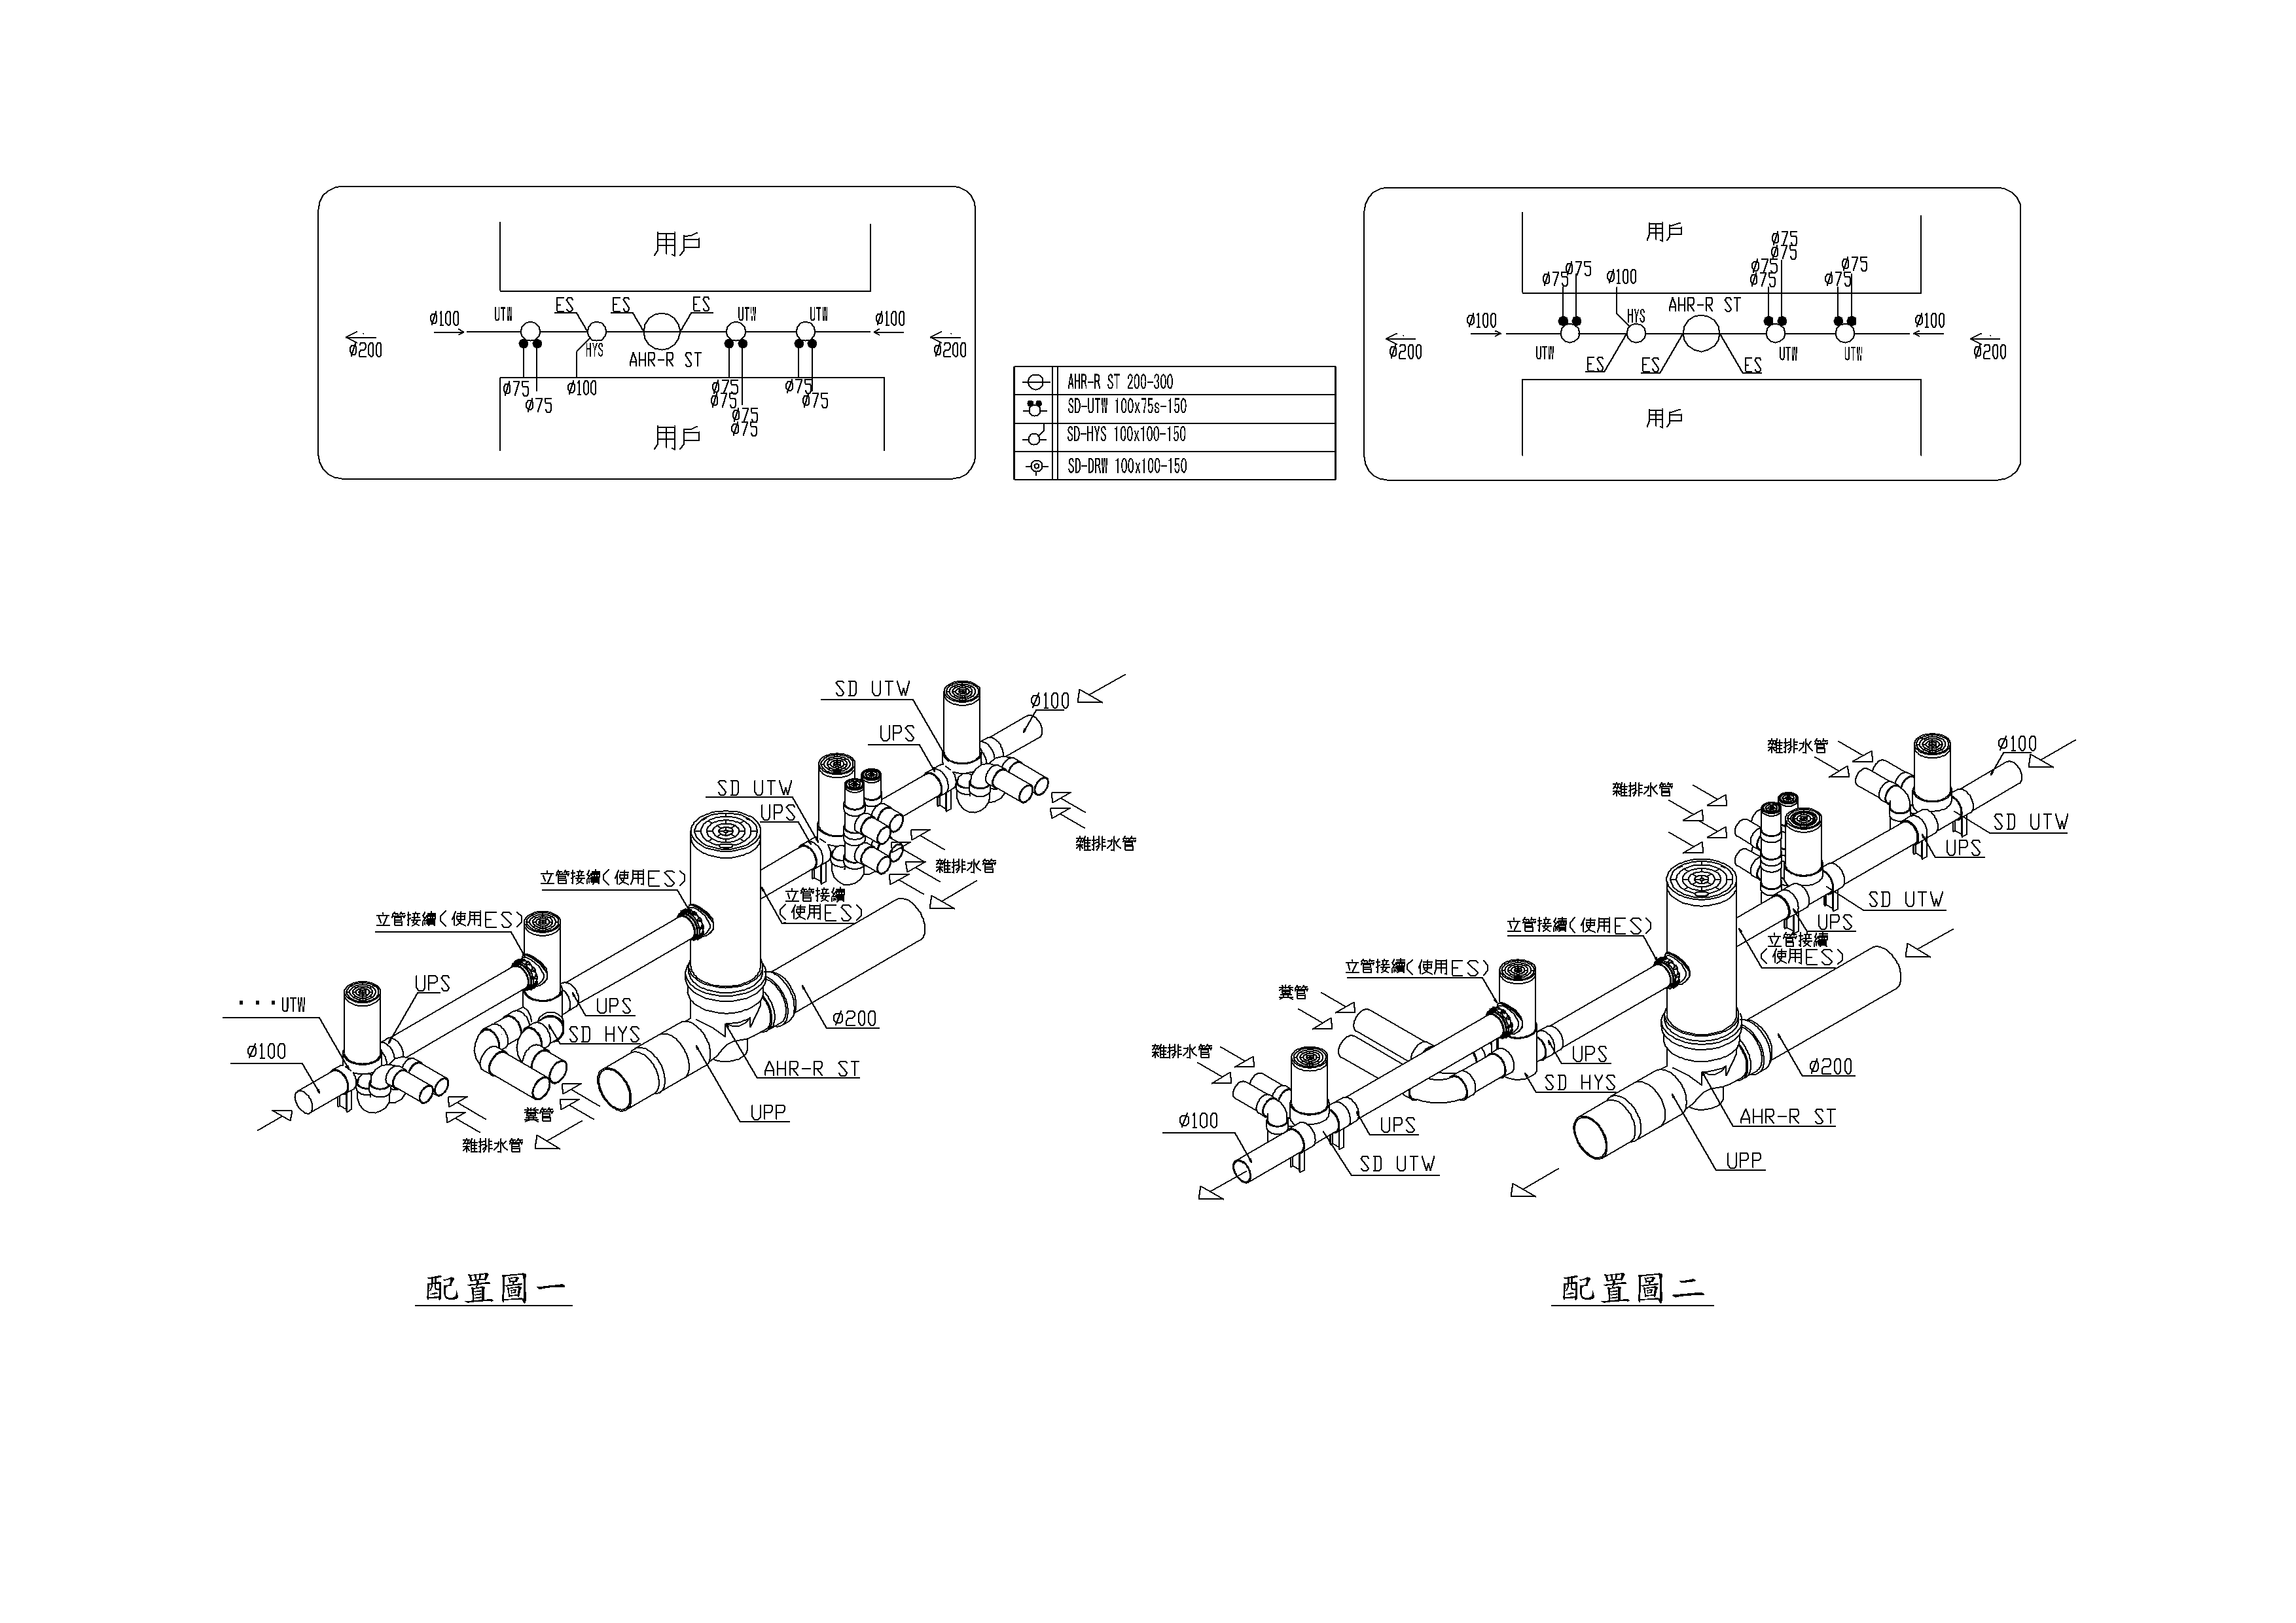 用戶
UTW
ES
ES
ES
UTW
UTW
ø100
ø100
ø200
ø200
HYS
AHR-R ST
ø75
ø75
ø100
ø75
ø75
ø75
ø75
ø75
ø75
用戶
AHR-R ST 200-300
SD-UTW 100x75s-150
SD-HYS 100x100-150
SD-DRW 100x100-150
用戶
ø75
ø75
ø100
ø75
ø75
ø75
ø75
ø75
ø75
AHR-R ST
HYS
ø100
ø100
ø200
ø200
UTW
ES
ES
ES
UTW
UTW
用戶
SD UTW
ø100
UPS
SD UTW
UPS
雜排水管
雜排水管
立管接續(使用ES)
立管接續
(使用ES)
立管接續(使用ES)
UPS
UPS
···UTW
SD HYS
ø200
ø100
AHR-R ST
UPP
糞管
雜排水管
配置圖一
雜排水管
ø100
雜排水管
SD UTW
UPS
SD UTW
UPS
立管接續
(使用ES)
立管接續(使用ES)
立管接續(使用ES)
糞管
雜排水管
UPS
SD HYS
ø200
ø100
UPS
AHR-R ST
SD UTW
UPP
配置圖二